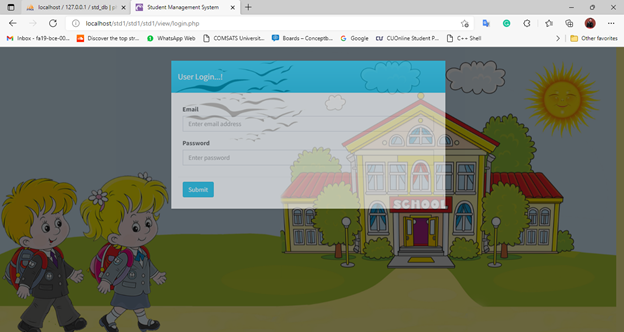 localhost / 127.0.0.1 / std_db | p
Student Management System
localhost/std1/std1/std1/view/login.php
Inbox - fa19-bce-00...
Discover the top str...
WhatsApp Web
COMSATS Universit...
Boards – Conceptb...
Google
CUOnline Student P...
C++ Shell
Other favorites
User Login...!
Email
Enter email address
Password
Enter password
Submit
SCHOOL